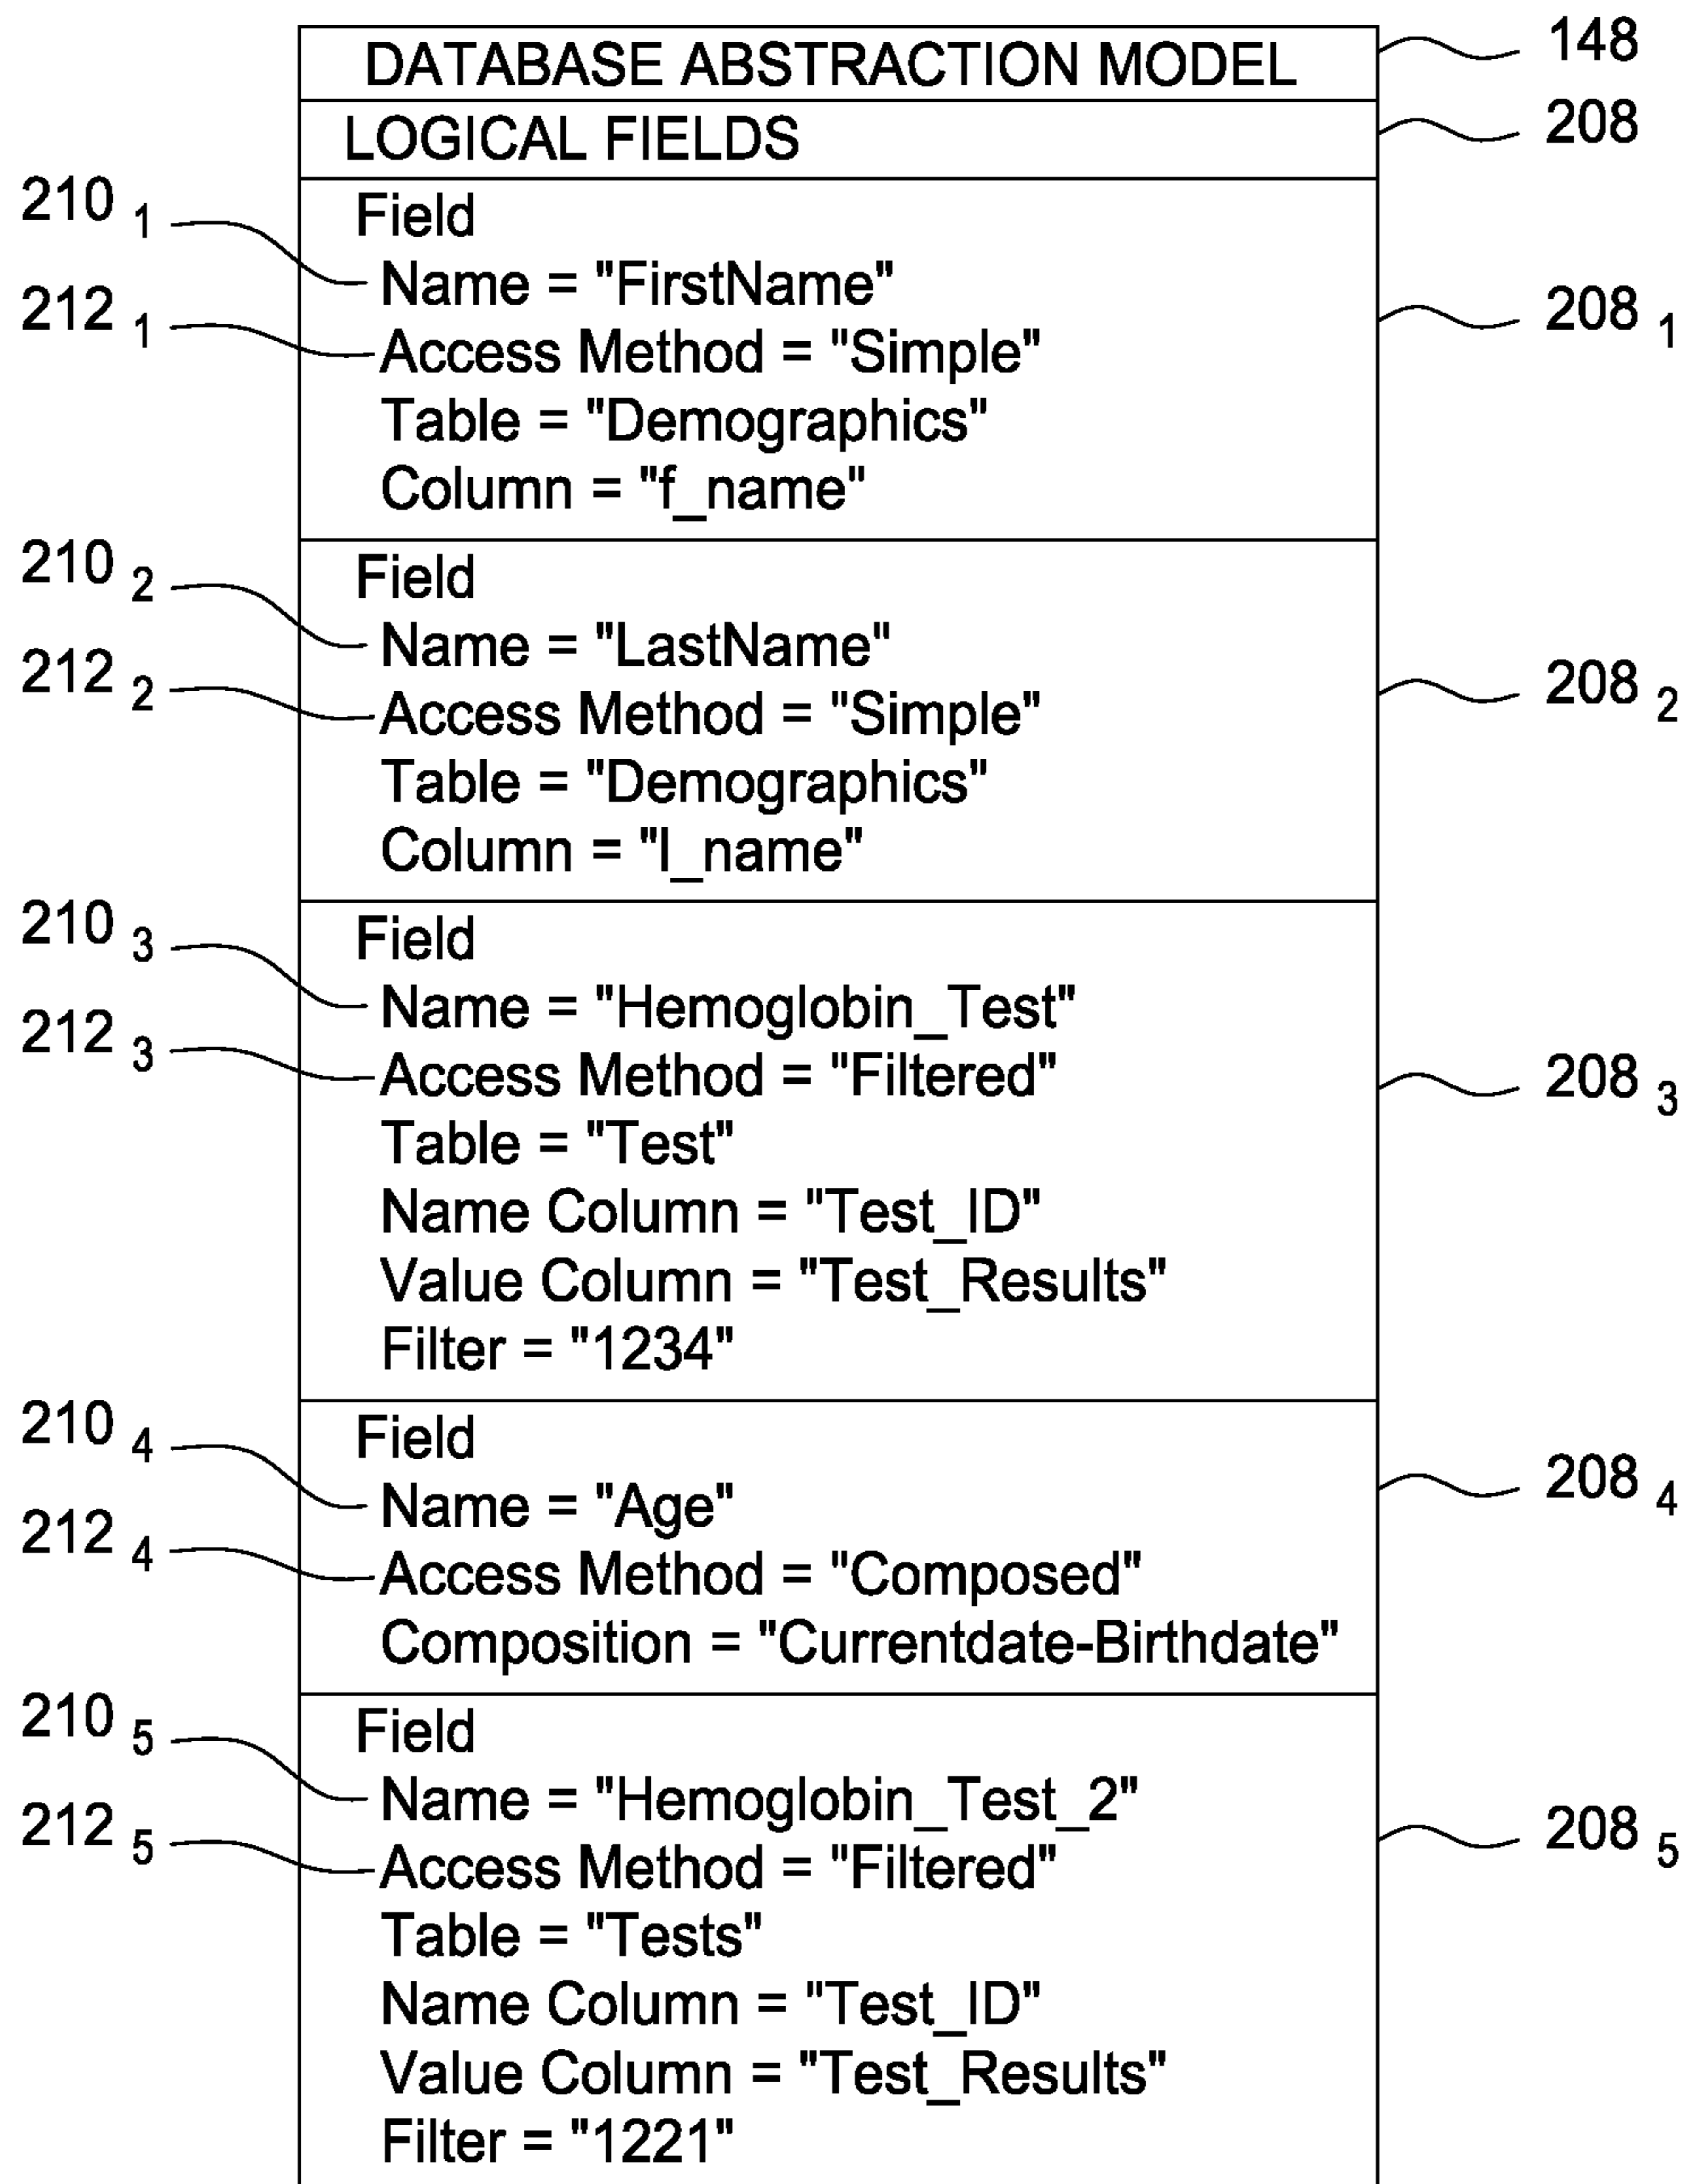 DATABASE ABSTRACTION MODEL 148
LOGICAL FIELDS 208
210 1 Field
Name = "FirstName"
212 1 Access Method = "Simple" 208 1
Table = "Demographics"
Column = "f_name"
210 2 Field
Name = "LastName"
212 2 Access Method = "Simple" 208 2
Table = "Demographics"
Column = "l_name"
210 3 Field
Name = "Hemoglobin_Test"
212 3 Access Method = "Filtered" 208 3
Table = "Test"
Name Column = "Test_ID"
Value Column = "Test_Results"
Filter = "1234"
210 4 Field
Name = "Age" 208 4
212 4 Access Method = "Composed"
Composition = "Currentdate-Birthdate"
210 5 Field
Name = "Hemoglobin_Test_2"
212 5 Access Method = "Filtered" 208 5
Table = "Tests"
Name Column = "Test_ID"
Value Column = "Test_Results"
Filter = "1221"